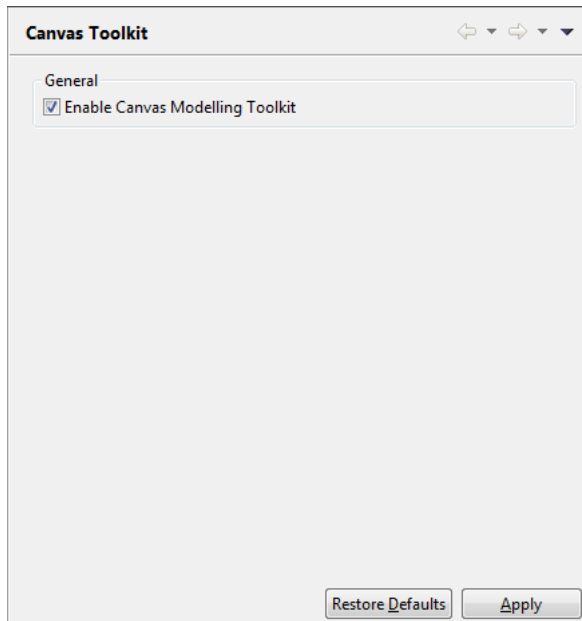 Canvas Toolkit
General
Enable Canvas Modelling Toolkit
Restore Defaults Apply